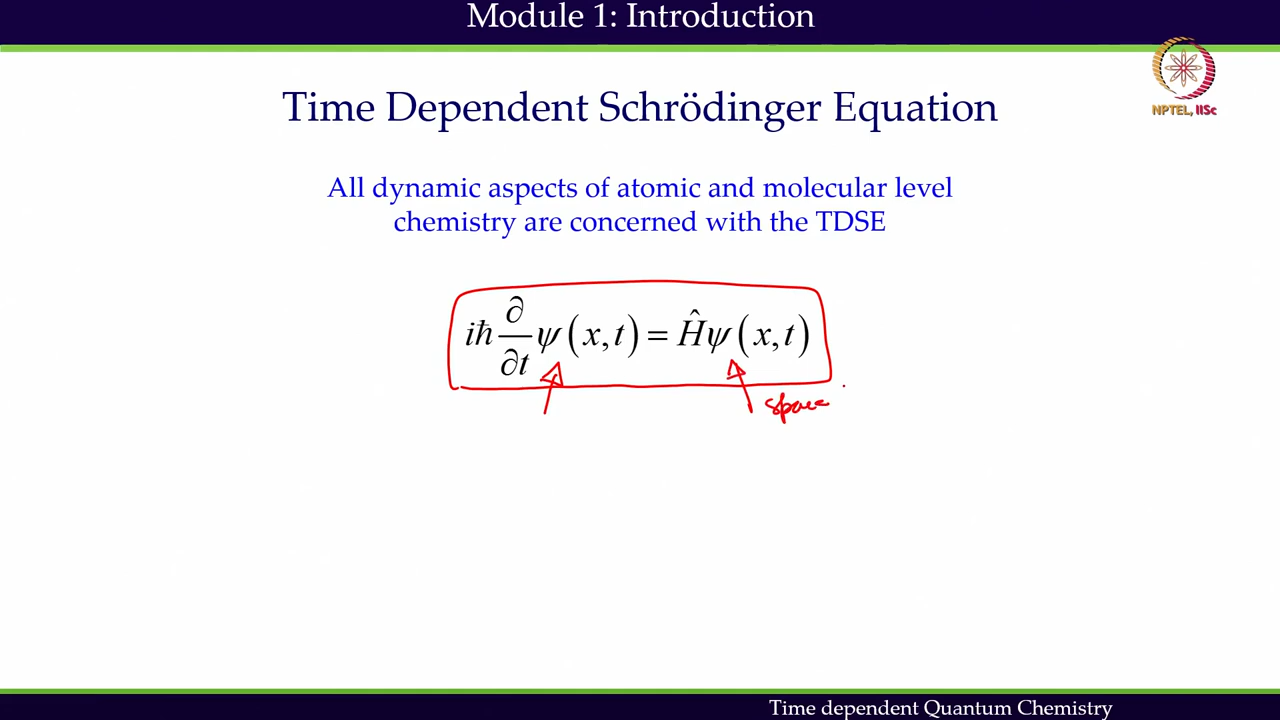 Module 1: Introduction
NPTEL, IISc
Time Dependent Schrödinger Equation
All dynamic aspects of atomic and molecular level
chemistry are concerned with the TDSE
iℏ ∂/∂t ψ(x,t) = Ĥψ(x,t)
space
Time dependent Quantum Chemistry